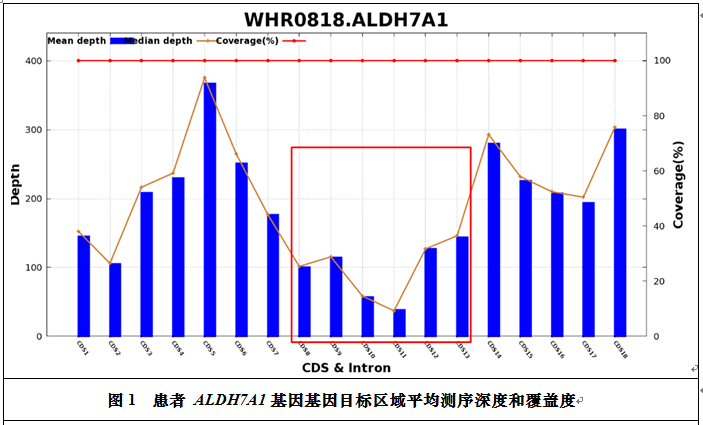 WHR0818.ALDH7A1
Mean depth Median depth Coverage(%)
400
300
200
100
0
Depth
100
80
60
40
20
0
Coverage(%)
CDS1 CDS2 CDS3 CDS4 CDS5 CDS6 CDS7 CDS8 CDS9 CDS10 CDS11 CDS12 CDS13 CDS14 CDS15 CDS16 CDS17 CDS18
CDS & Intron
图 1 患者 ALDH7A1 基因基因目标区域平均测序深度和覆盖度